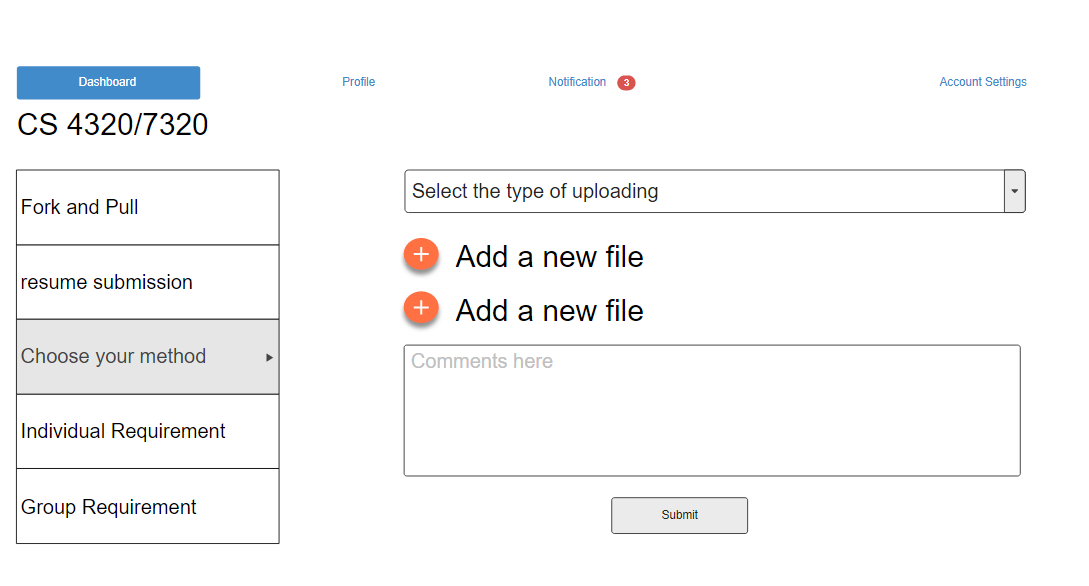 Dashboard
Profile
Notification 3
Account Settings
CS 4320/7320
Fork and Pull
resume submission
Choose your method
Individual Requirement
Group Requirement
Select the type of uploading
Add a new file
Add a new file
Comments here
Submit